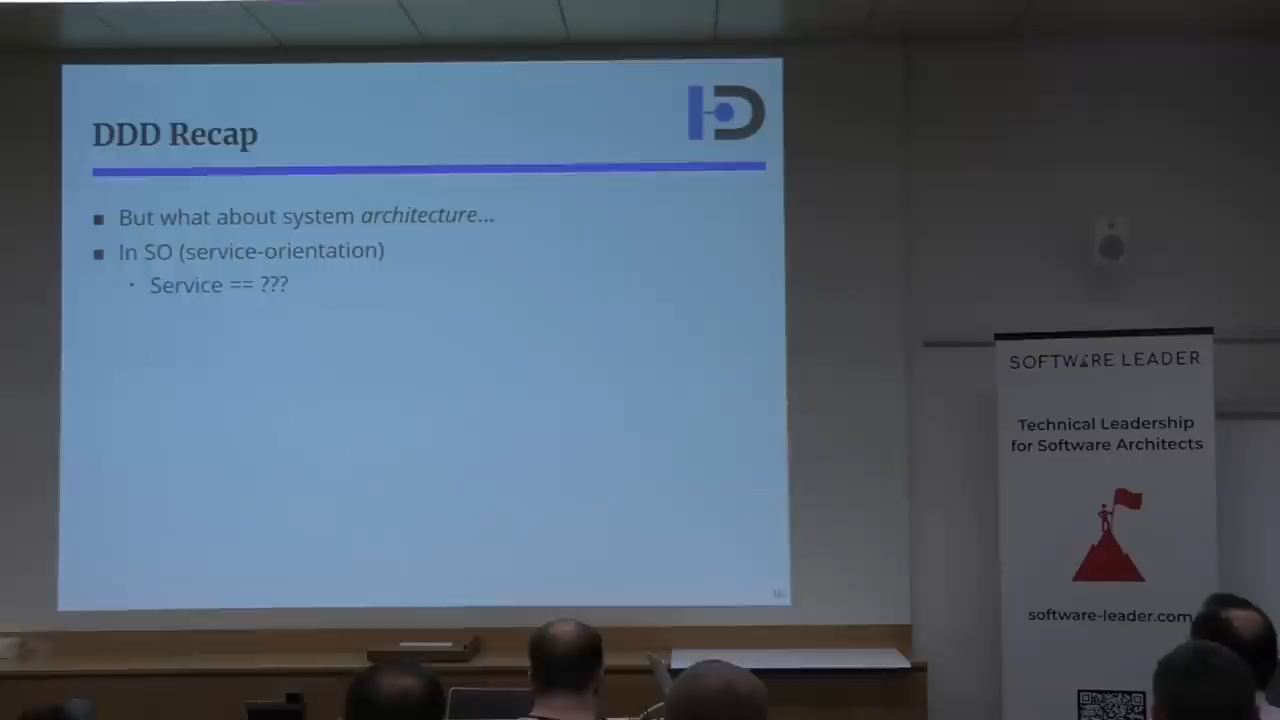 DDD Recap
But what about system architecture...
In SO (service-orientation)
Service == ???
SOFTWARE LEADER
Technical Leadership
for Software Architects
software-leader.com